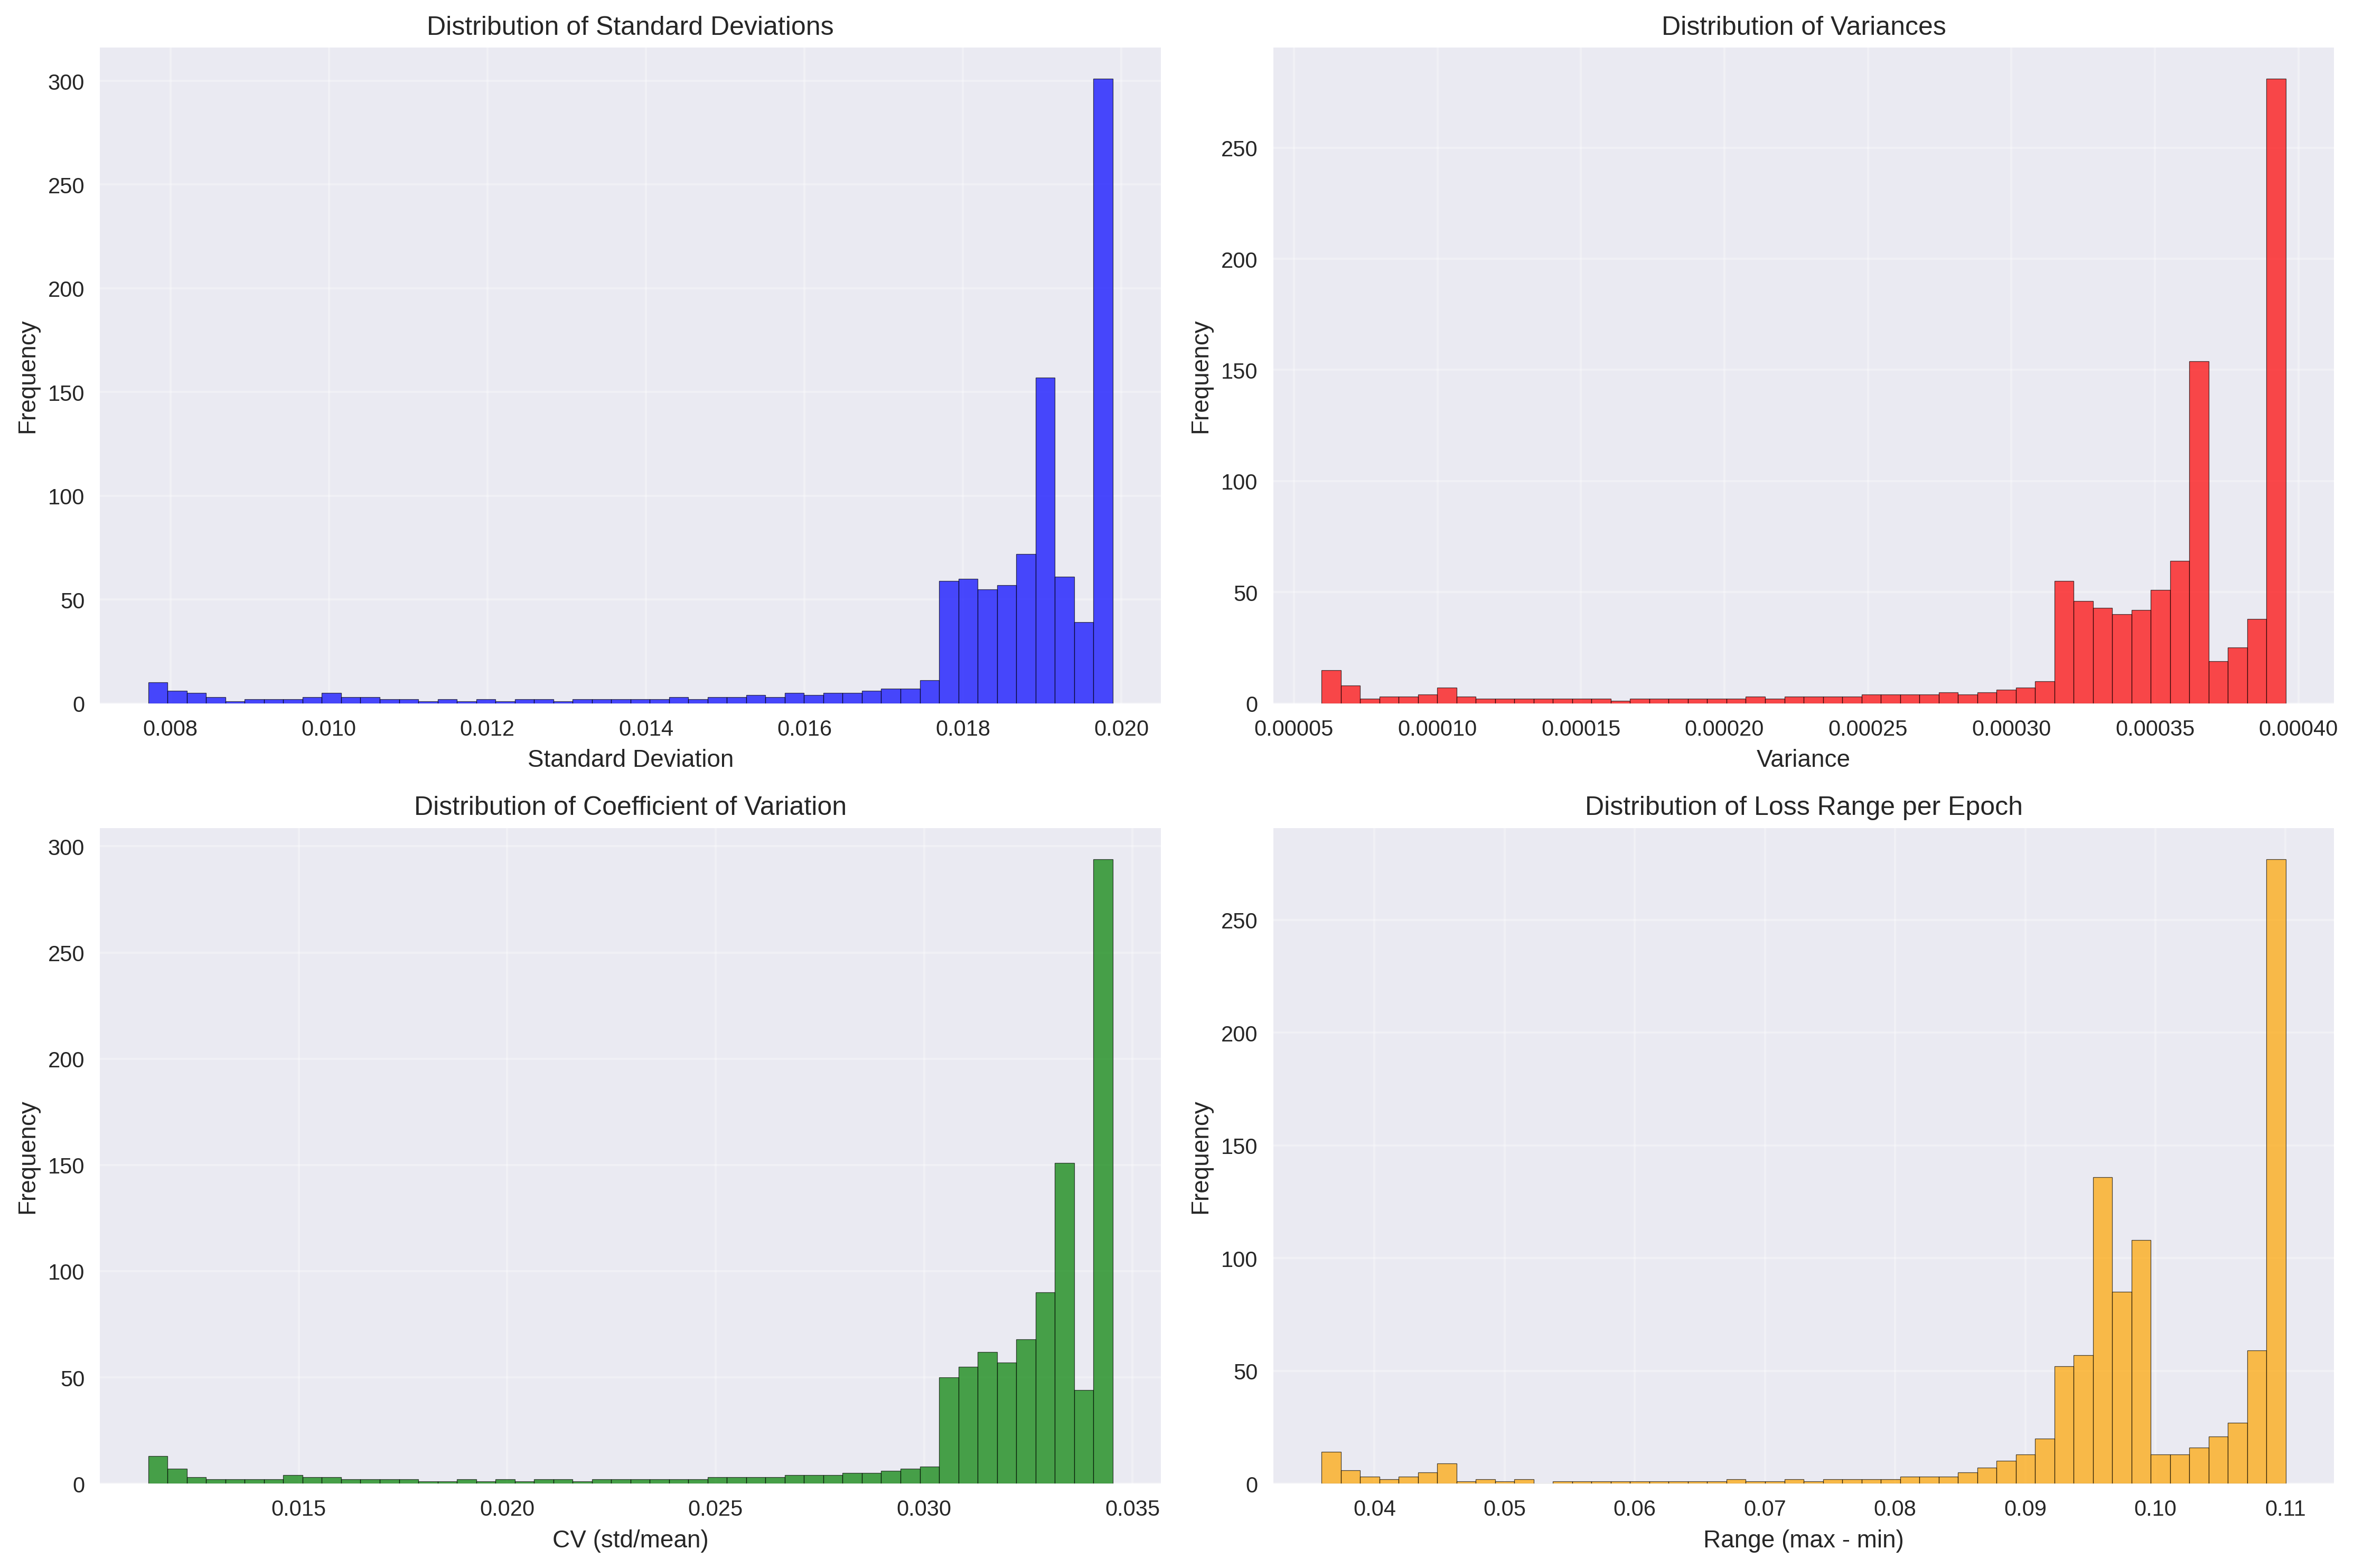 Distribution of Standard Deviations
300
250
200
150
100
50
0
Frequency
0.008 0.010 0.012 0.014 0.016 0.018 0.020
Standard Deviation
Distribution of Variances
250
200
150
100
50
0
Frequency
0.00005 0.00010 0.00015 0.00020 0.00025 0.00030 0.00035 0.00040
Variance
Distribution of Coefficient of Variation
300
250
200
150
100
50
0
Frequency
0.015 0.020 0.025 0.030 0.035
CV (std/mean)
Distribution of Loss Range per Epoch
250
200
150
100
50
0
Frequency
0.04 0.05 0.06 0.07 0.08 0.09 0.10 0.11
Range (max - min)